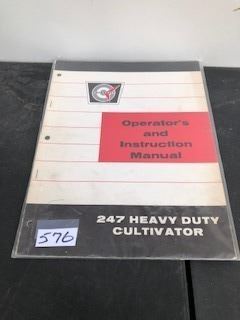 Operator's
and
Instruction
Manual
247 HEAVY DUTY
CULTIVATOR
576